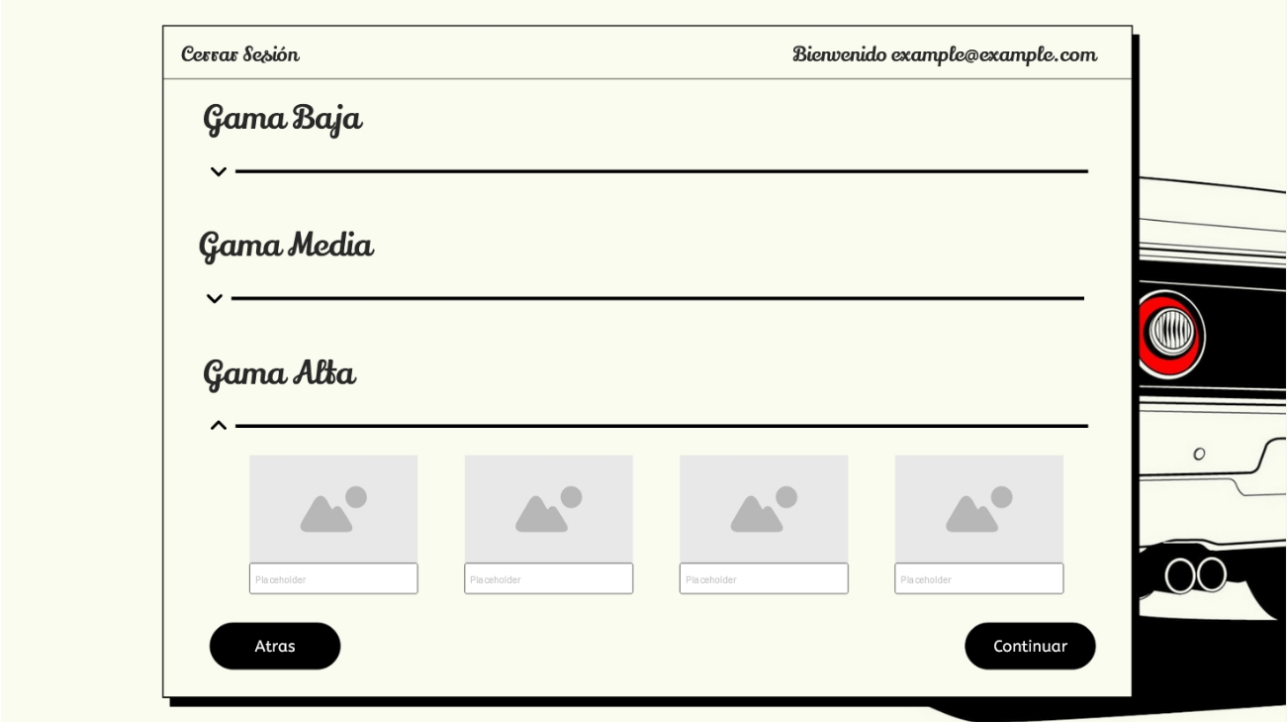 Cerrar Sesión
Bienvenido example@example.com
Gama Baja
Gama Media
Gama Alta
Placeholder
Placeholder
Placeholder
Placeholder
Atras
Continuar